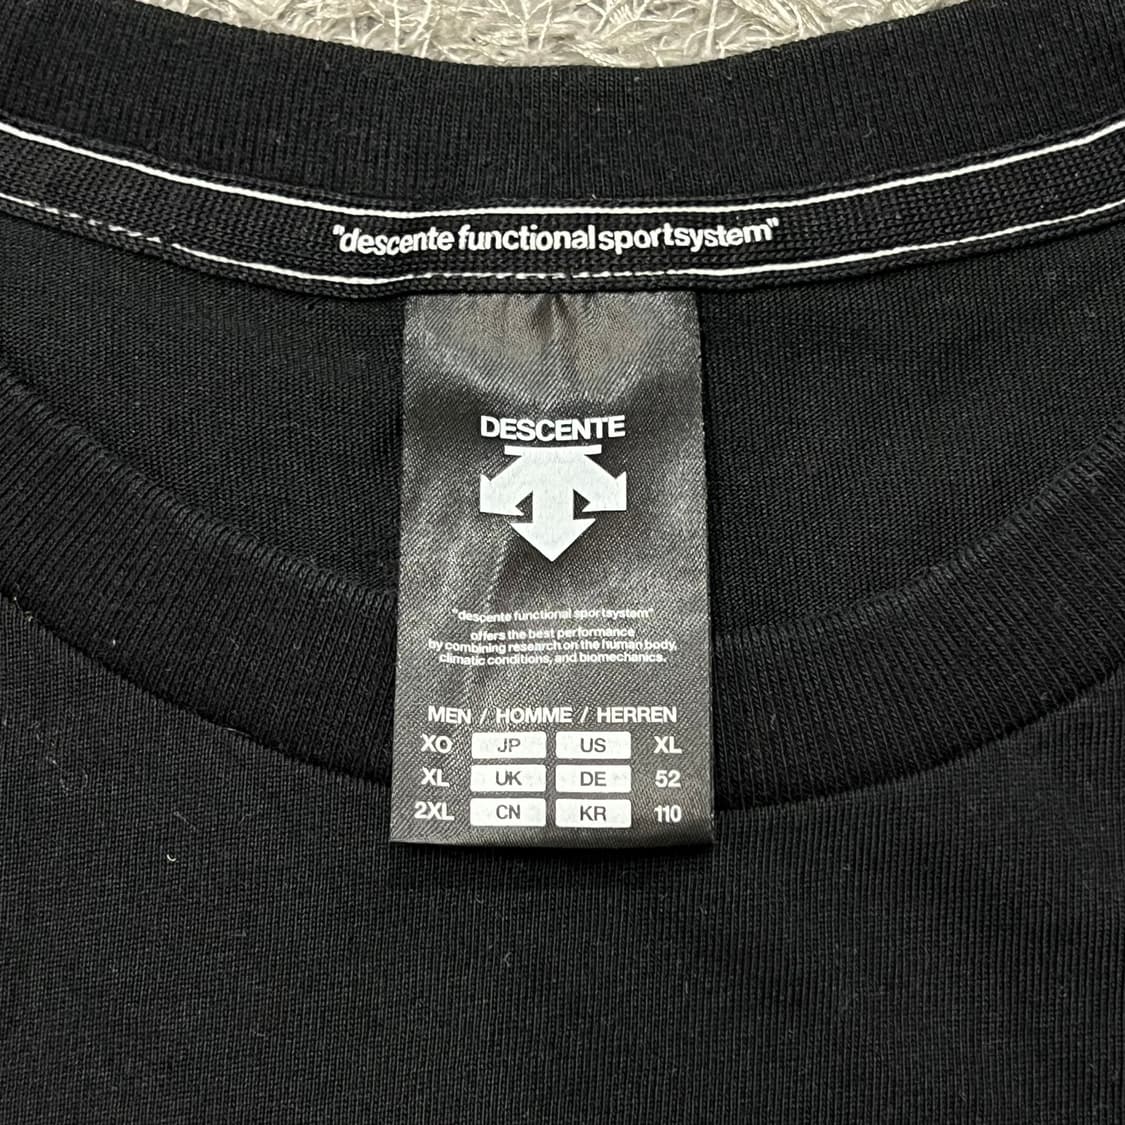 "descente functional sportsystem"
DESCENTE
"descente functional sportsystem"
offers the best performance
by combining research on the human body,
climatic conditions, and biomechanics.
MEN / HOMME / HERREN
XO JP US XL
XL UK DE 52
2XL CN KR 110